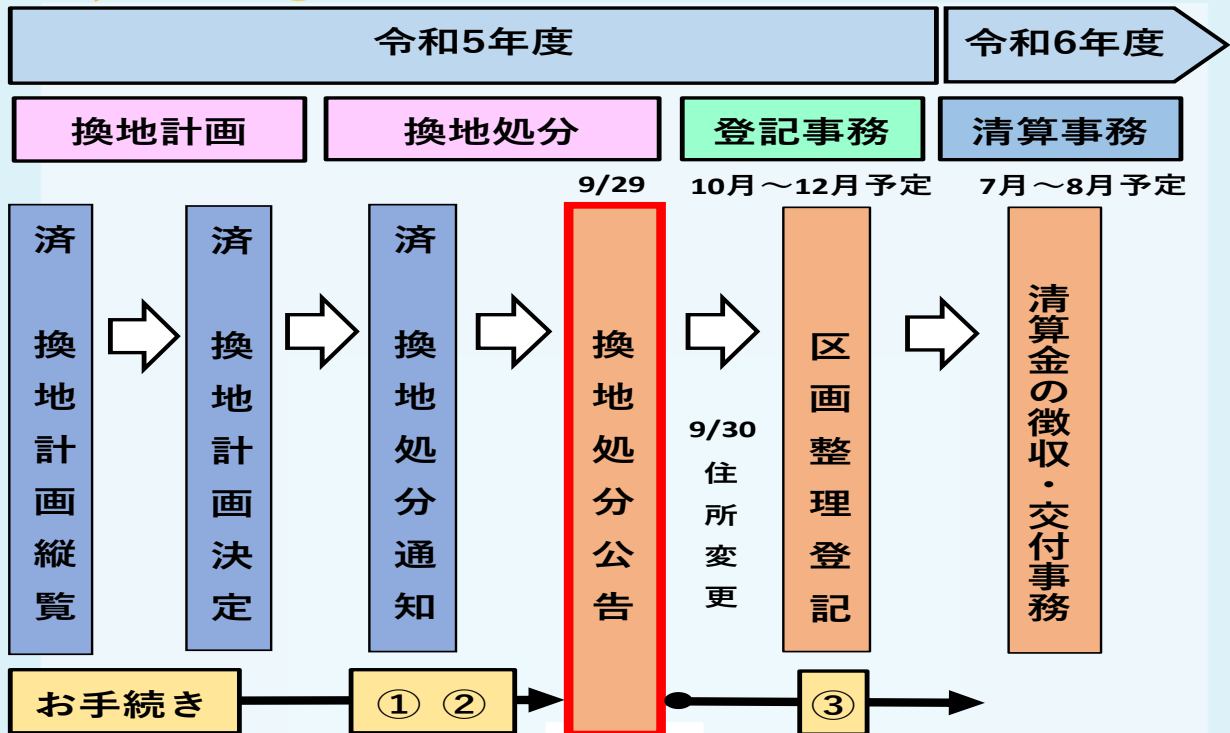 令和5年度
令和6年度
換地計画
換地処分
登記事務
清算事務
9/29
10月～12月予定
7月～8月予定
済 換地計画縦覧
済 換地計画決定
済 換地処分通知
換地処分公告
9/30
住所変更
区画整理登記
清算金の徴収・交付事務
お手続き
① ②
③